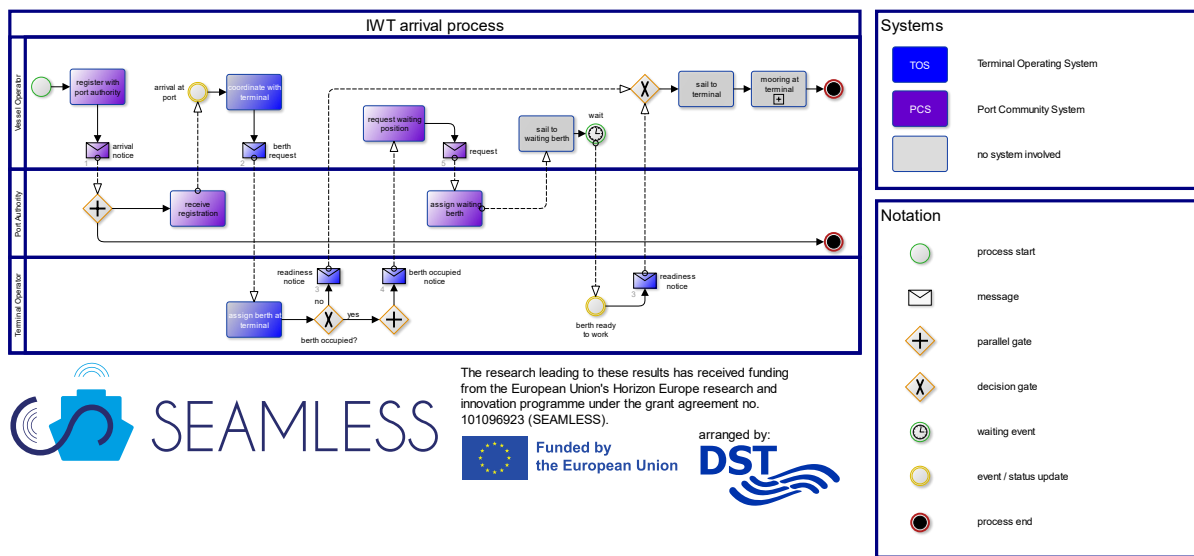 IWT arrival process
Vessel Operator
register with
port authority
arrival
notice
1
arrival at
port
coordinate with
terminal
berth
request
2
request waiting
position
request
5
sail to
waiting berth
wait
sail to
terminal
mooring at
terminal
Port Authority
receive
registration
assign waiting
berth
Terminal Operator
assign berth at
terminal
readiness
notice
3
no
yes
berth occupied?
berth occupied
notice
4
berth ready
to work
readiness
notice
3
Systems
TOS
Terminal Operating System
PCS
Port Community System
no system involved
Notation
process start
message
parallel gate
decision gate
waiting event
event / status update
process end
SEAMLESS
The research leading to these results has received funding
from the European Union's Horizon Europe research and
innovation programme under the grant agreement no.
101096923 (SEAMLESS).
Funded by
the European Union
arranged by:
DST